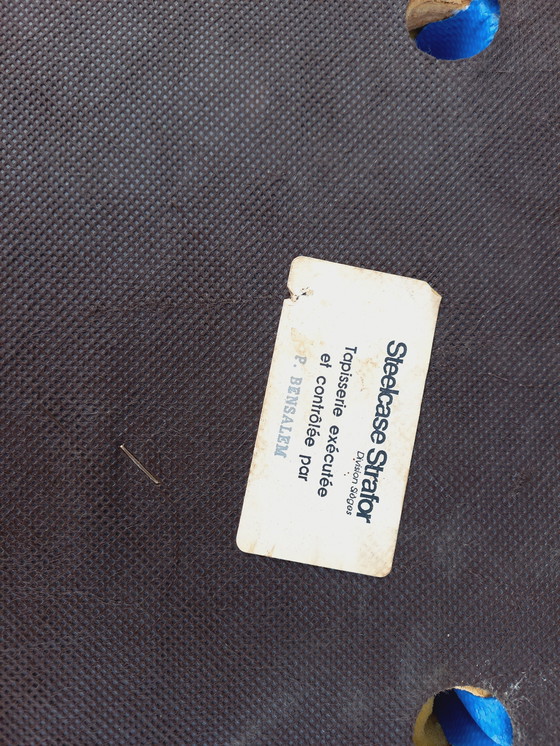 Steelcase Strafor
Division Sièges
Tapisserie exécutée
et contrôlée par
P. BENSALEM